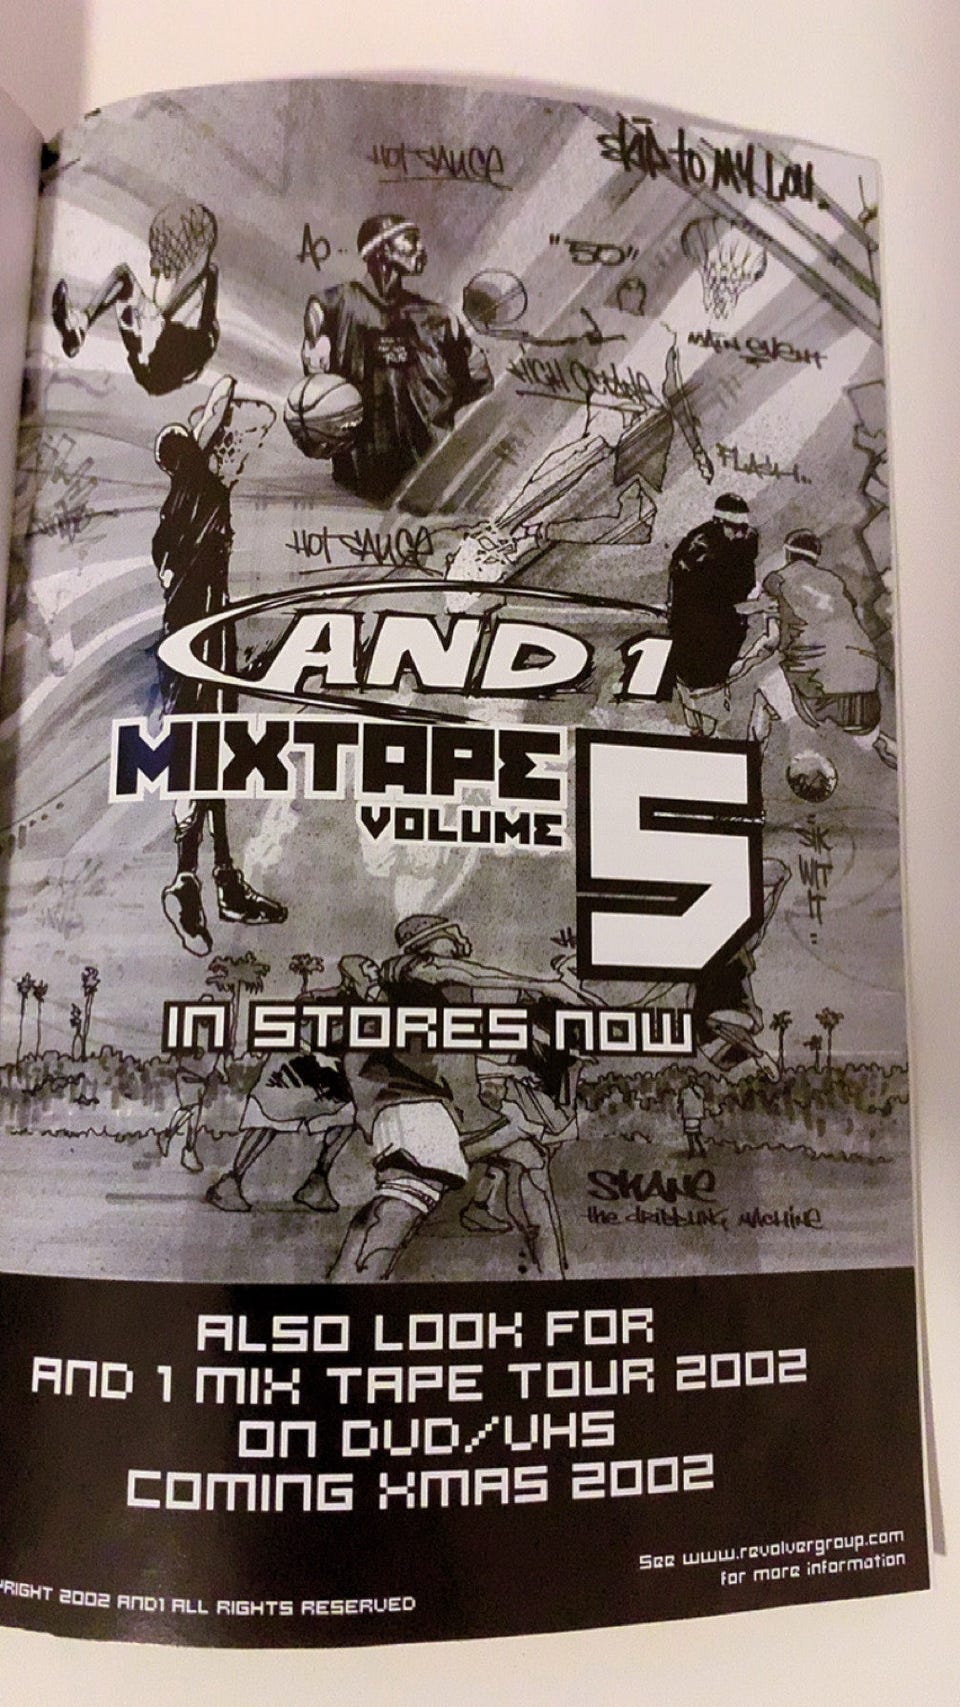 HOT SAUCE
SKIP to MY LOU
AO
"50"
MAIN EVENT
HIGH OCTANE
FLASH...
HOT SAUCE
AND 1
MIXTAPE
VOLUME 5
"SIK
WIT
IT"
IN STORES NOW
SKANE
the dRIBBLING MACHINE
ALSO LOOK FOR
AND 1 MIX TAPE TOUR 2002
ON DVD/VHS
COMING XMAS 2002
See www.revolvergroup.com
for more information
YRIGHT 2002 AND1 ALL RIGHTS RESERVED